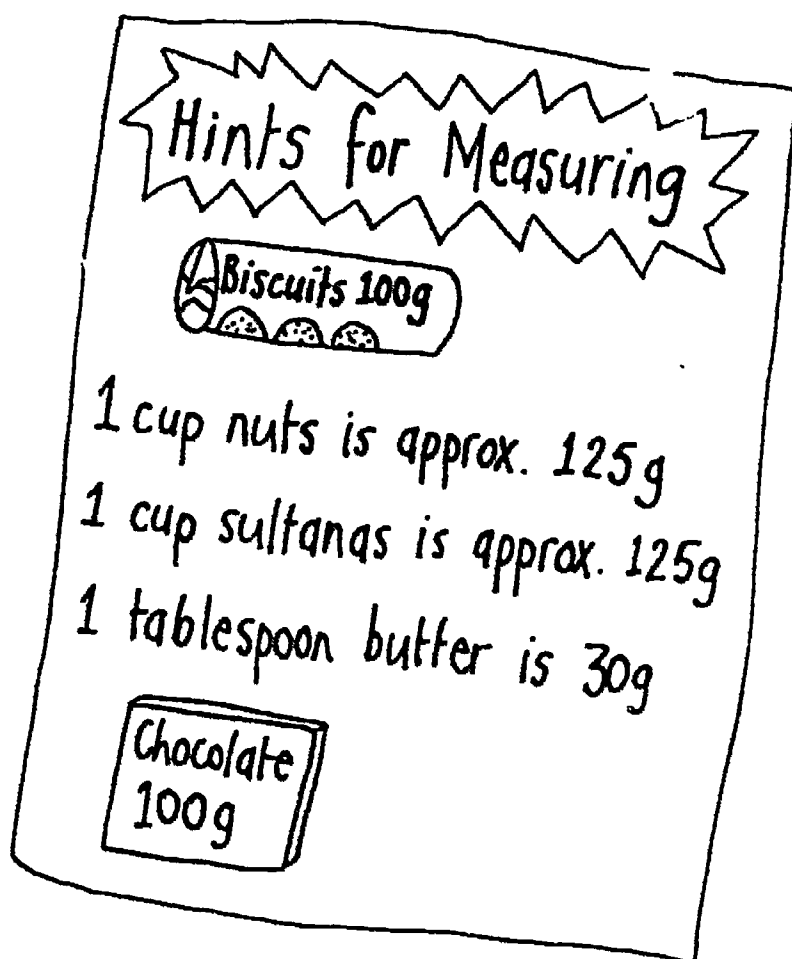 Hints for Measuring
Biscuits 100g
1 cup nuts is approx. 125g
1 cup sultanas is approx. 125g
1 tablespoon butter is 30g
Chocolate
100g